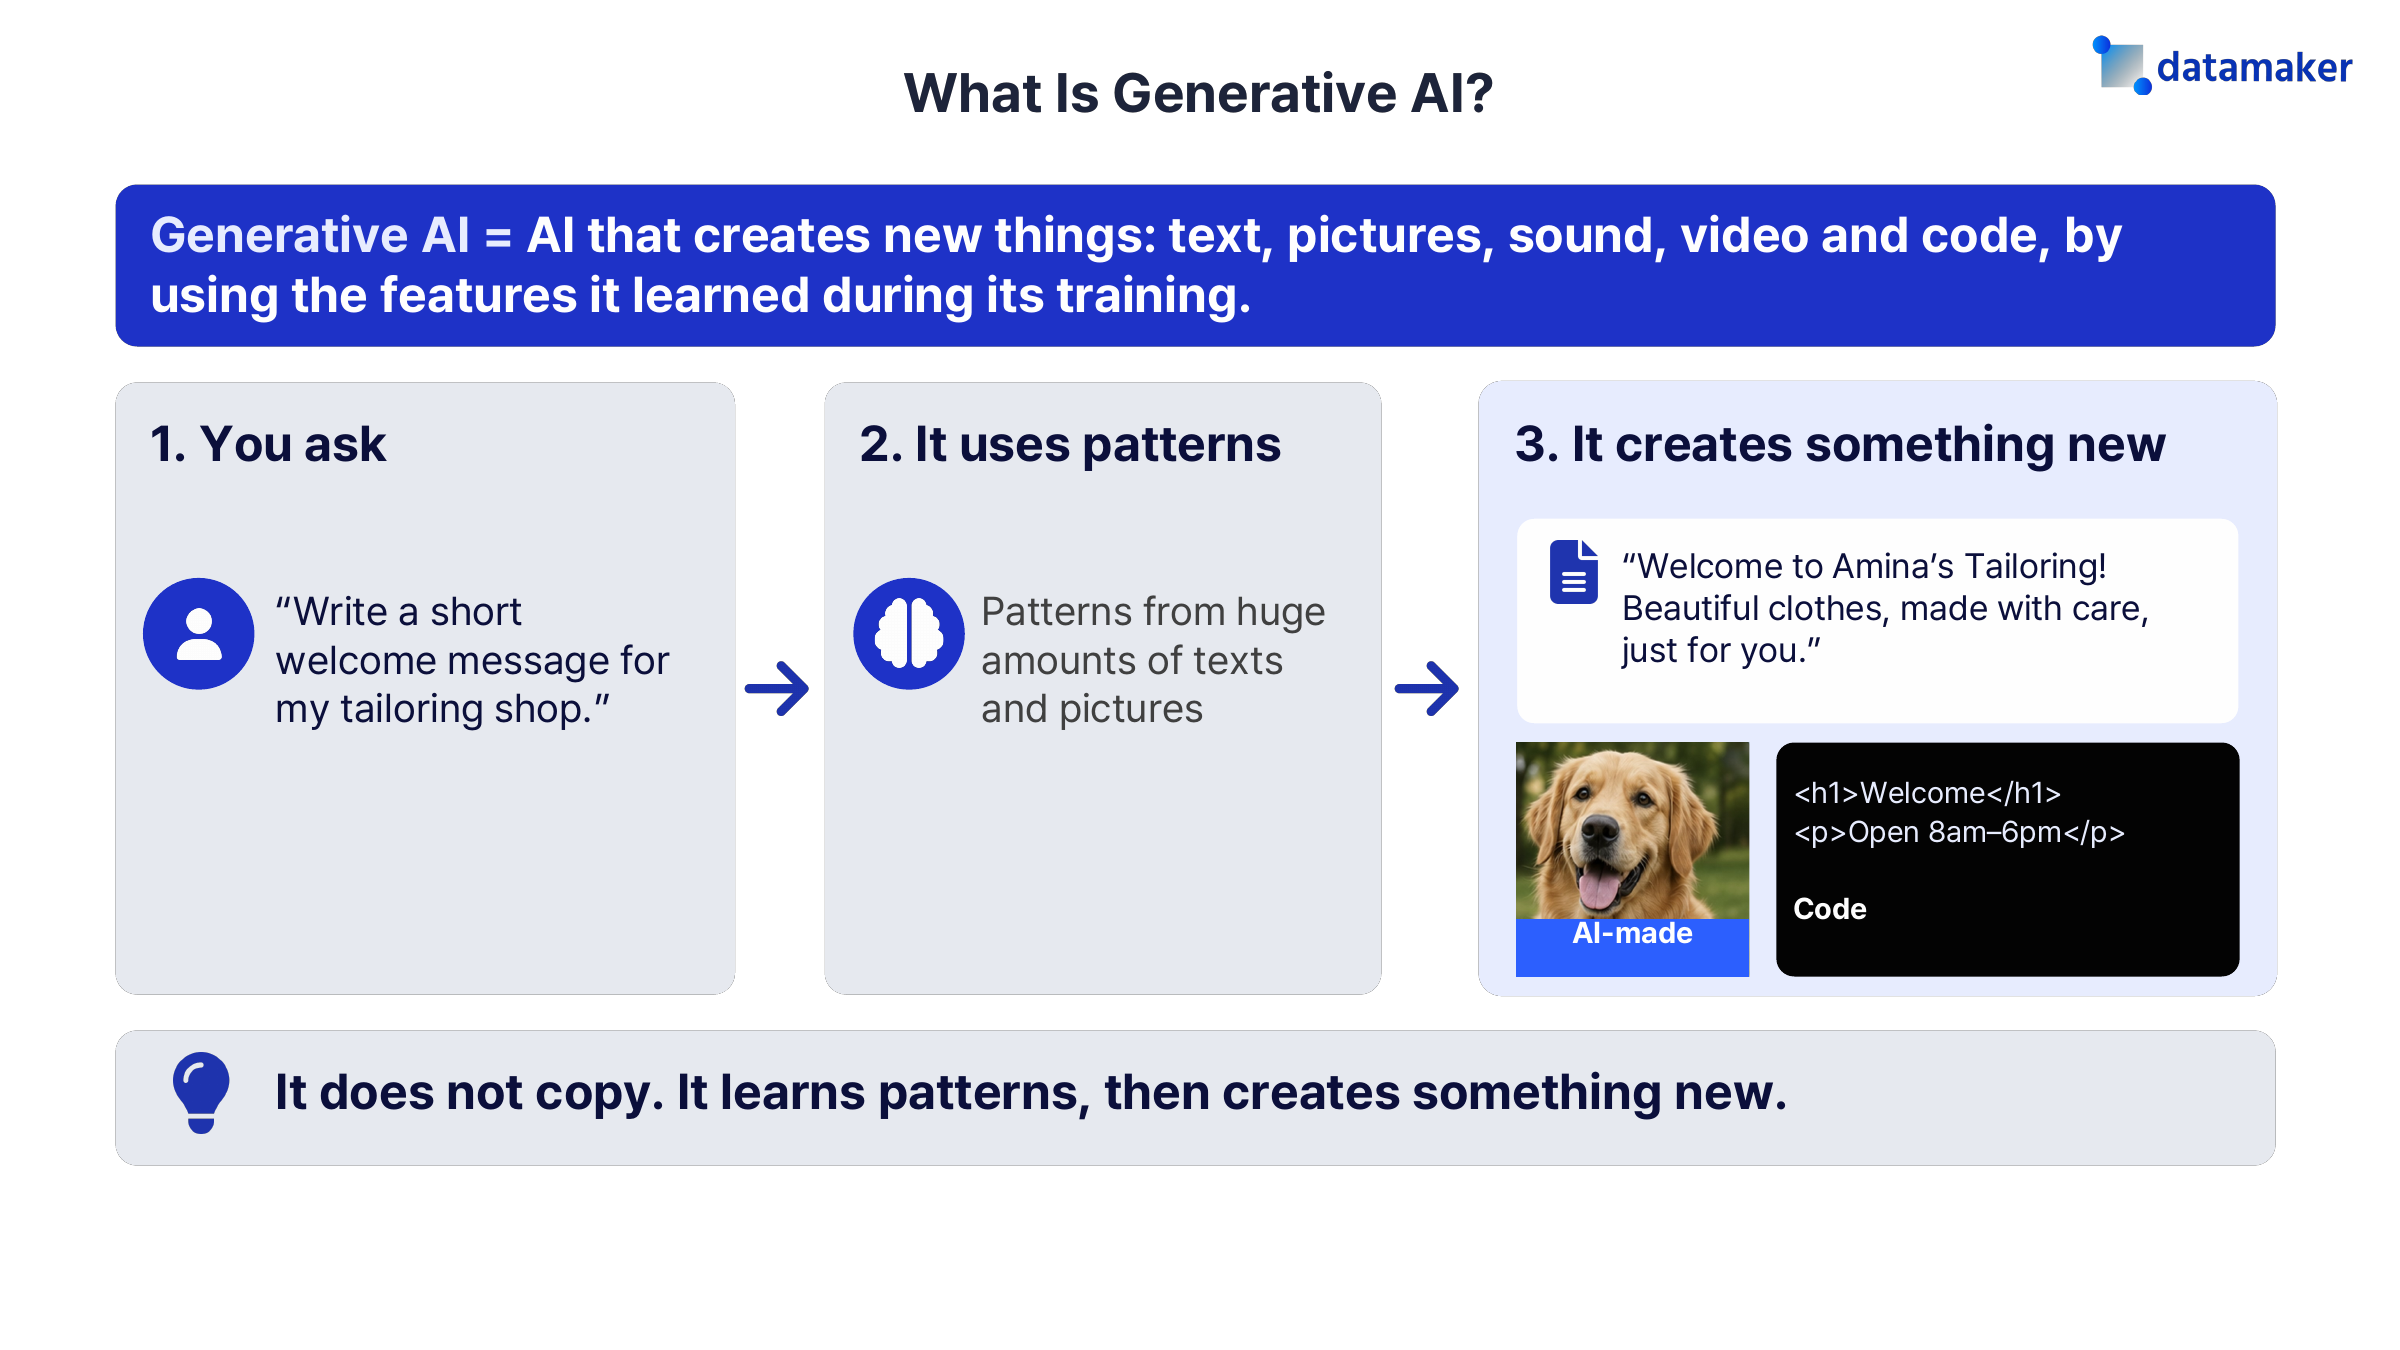 datamaker
What Is Generative AI?
Generative AI = AI that creates new things: text, pictures, sound, video and code, by
using the features it learned during its training.
1. You ask
“Write a short
welcome message for
my tailoring shop.”
2. It uses patterns
Patterns from huge
amounts of texts
and pictures
3. It creates something new
“Welcome to Amina’s Tailoring!
Beautiful clothes, made with care,
just for you.”
AI-made
<h1>Welcome</h1>
<p>Open 8am–6pm</p>
Code
It does not copy. It learns patterns, then creates something new.